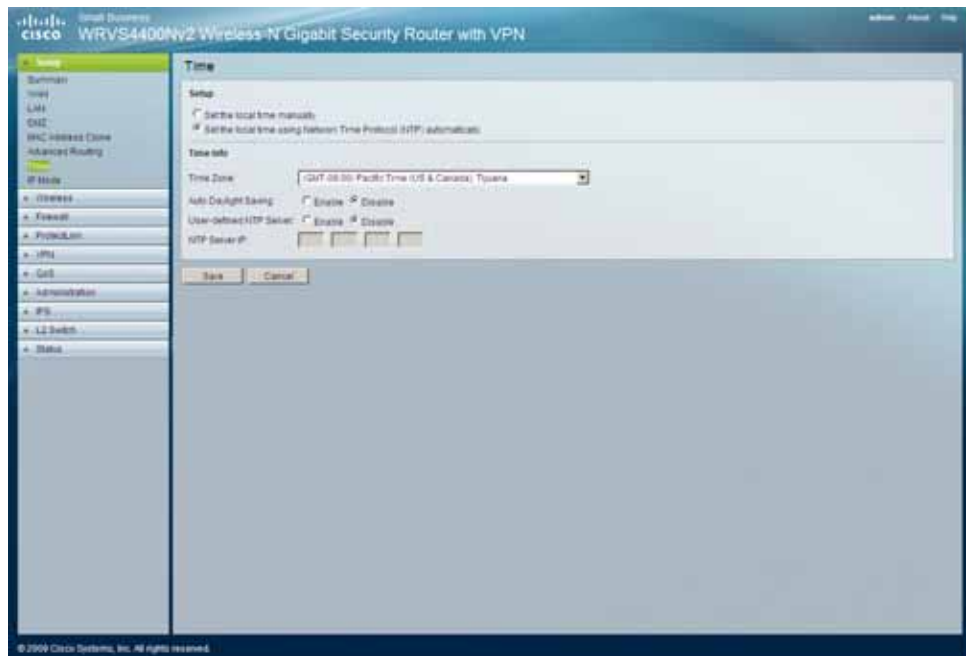 Small Business
CISCO WRVS4400Nv2 Wireless-N Gigabit Security Router with VPN
admin About Help
Setup
Summary
WAN
LAN
DMZ
MAC Address Clone
Advanced Routing
Time
IP Mode
Wireless
Firewall
ProtectLink
VPN
QoS
Administration
IPS
L2 Switch
Status
Time
Setup
Set the local time manually
Set the local time using Network Time Protocol (NTP) automatically
Time Info
Time Zone: (GMT-08:00) Pacific Time (US & Canada); Tijuana
Auto Daylight Saving: Enable Disable
User-defined NTP Server: Enable Disable
NTP Server IP:
Save Cancel
© 2009 Cisco Systems, Inc. All rights reserved.